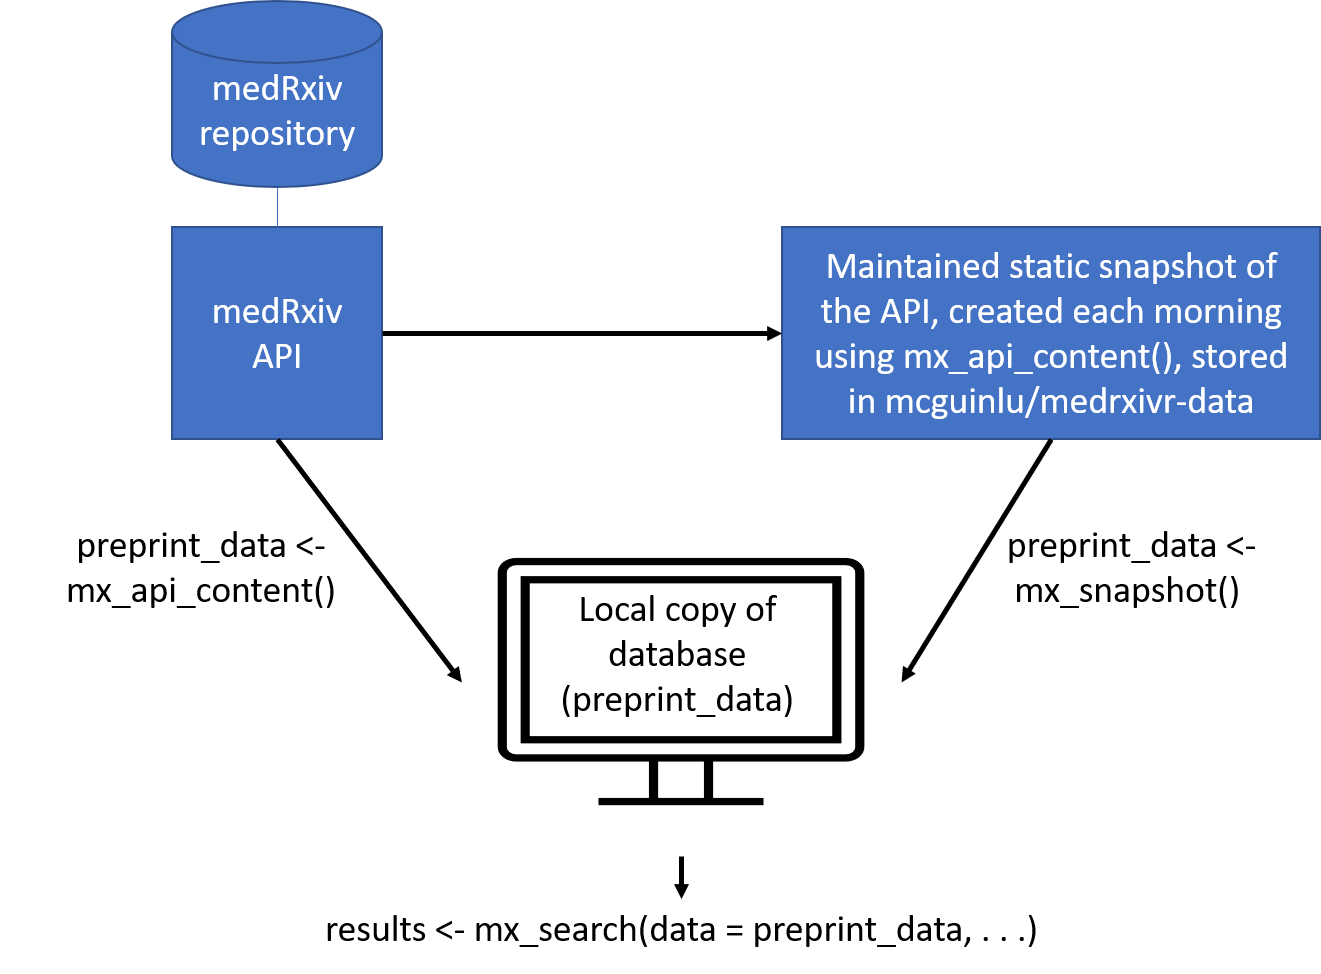 medRxiv
repository
medRxiv
API
Maintained static snapshot of
the API, created each morning
using mx_api_content(), stored
in mcguinlu/medrxivr-data
preprint_data <-
mx_api_content()
preprint_data <-
mx_snapshot()
Local copy of
database
(preprint_data)
results <- mx_search(data = preprint_data, . . .)